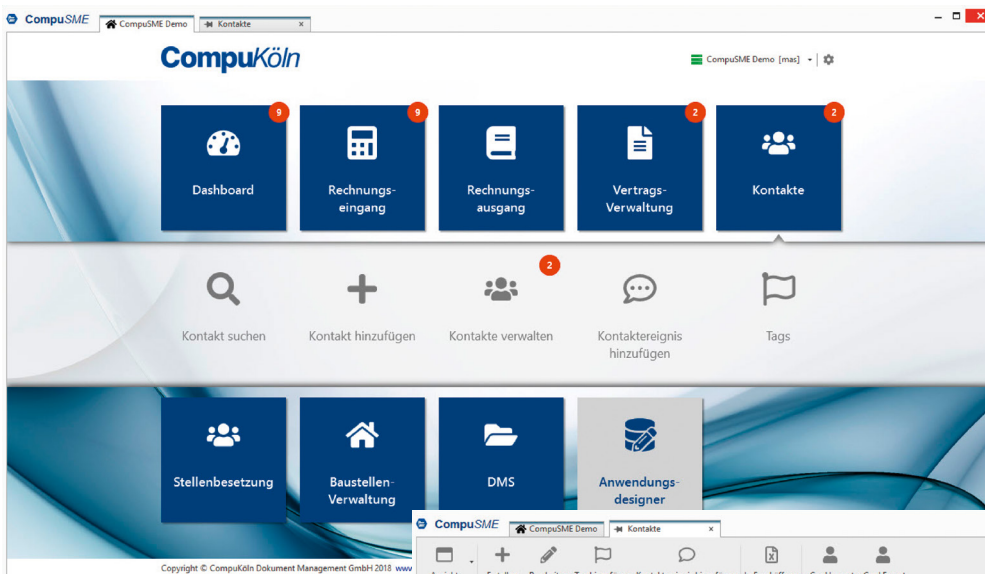 CompuSME CompuSME Demo Kontakte x
CompuKöln
CompuSME Demo [mas]
9 9 2 2
Dashboard
Rechnungs-
eingang
Rechnungs-
ausgang
Vertrags-
Verwaltung
Kontakte
2
Kontakt suchen
Kontakt hinzufügen
Kontakte verwalten
Kontaktereignis
hinzufügen
Tags
Stellenbesetzung
Baustellen-
Verwaltung
DMS
Anwendungs-
designer
CompuSME CompuSME Demo Kontakte x
Copyright © CompuKöln Dokument Management GmbH 2018 www